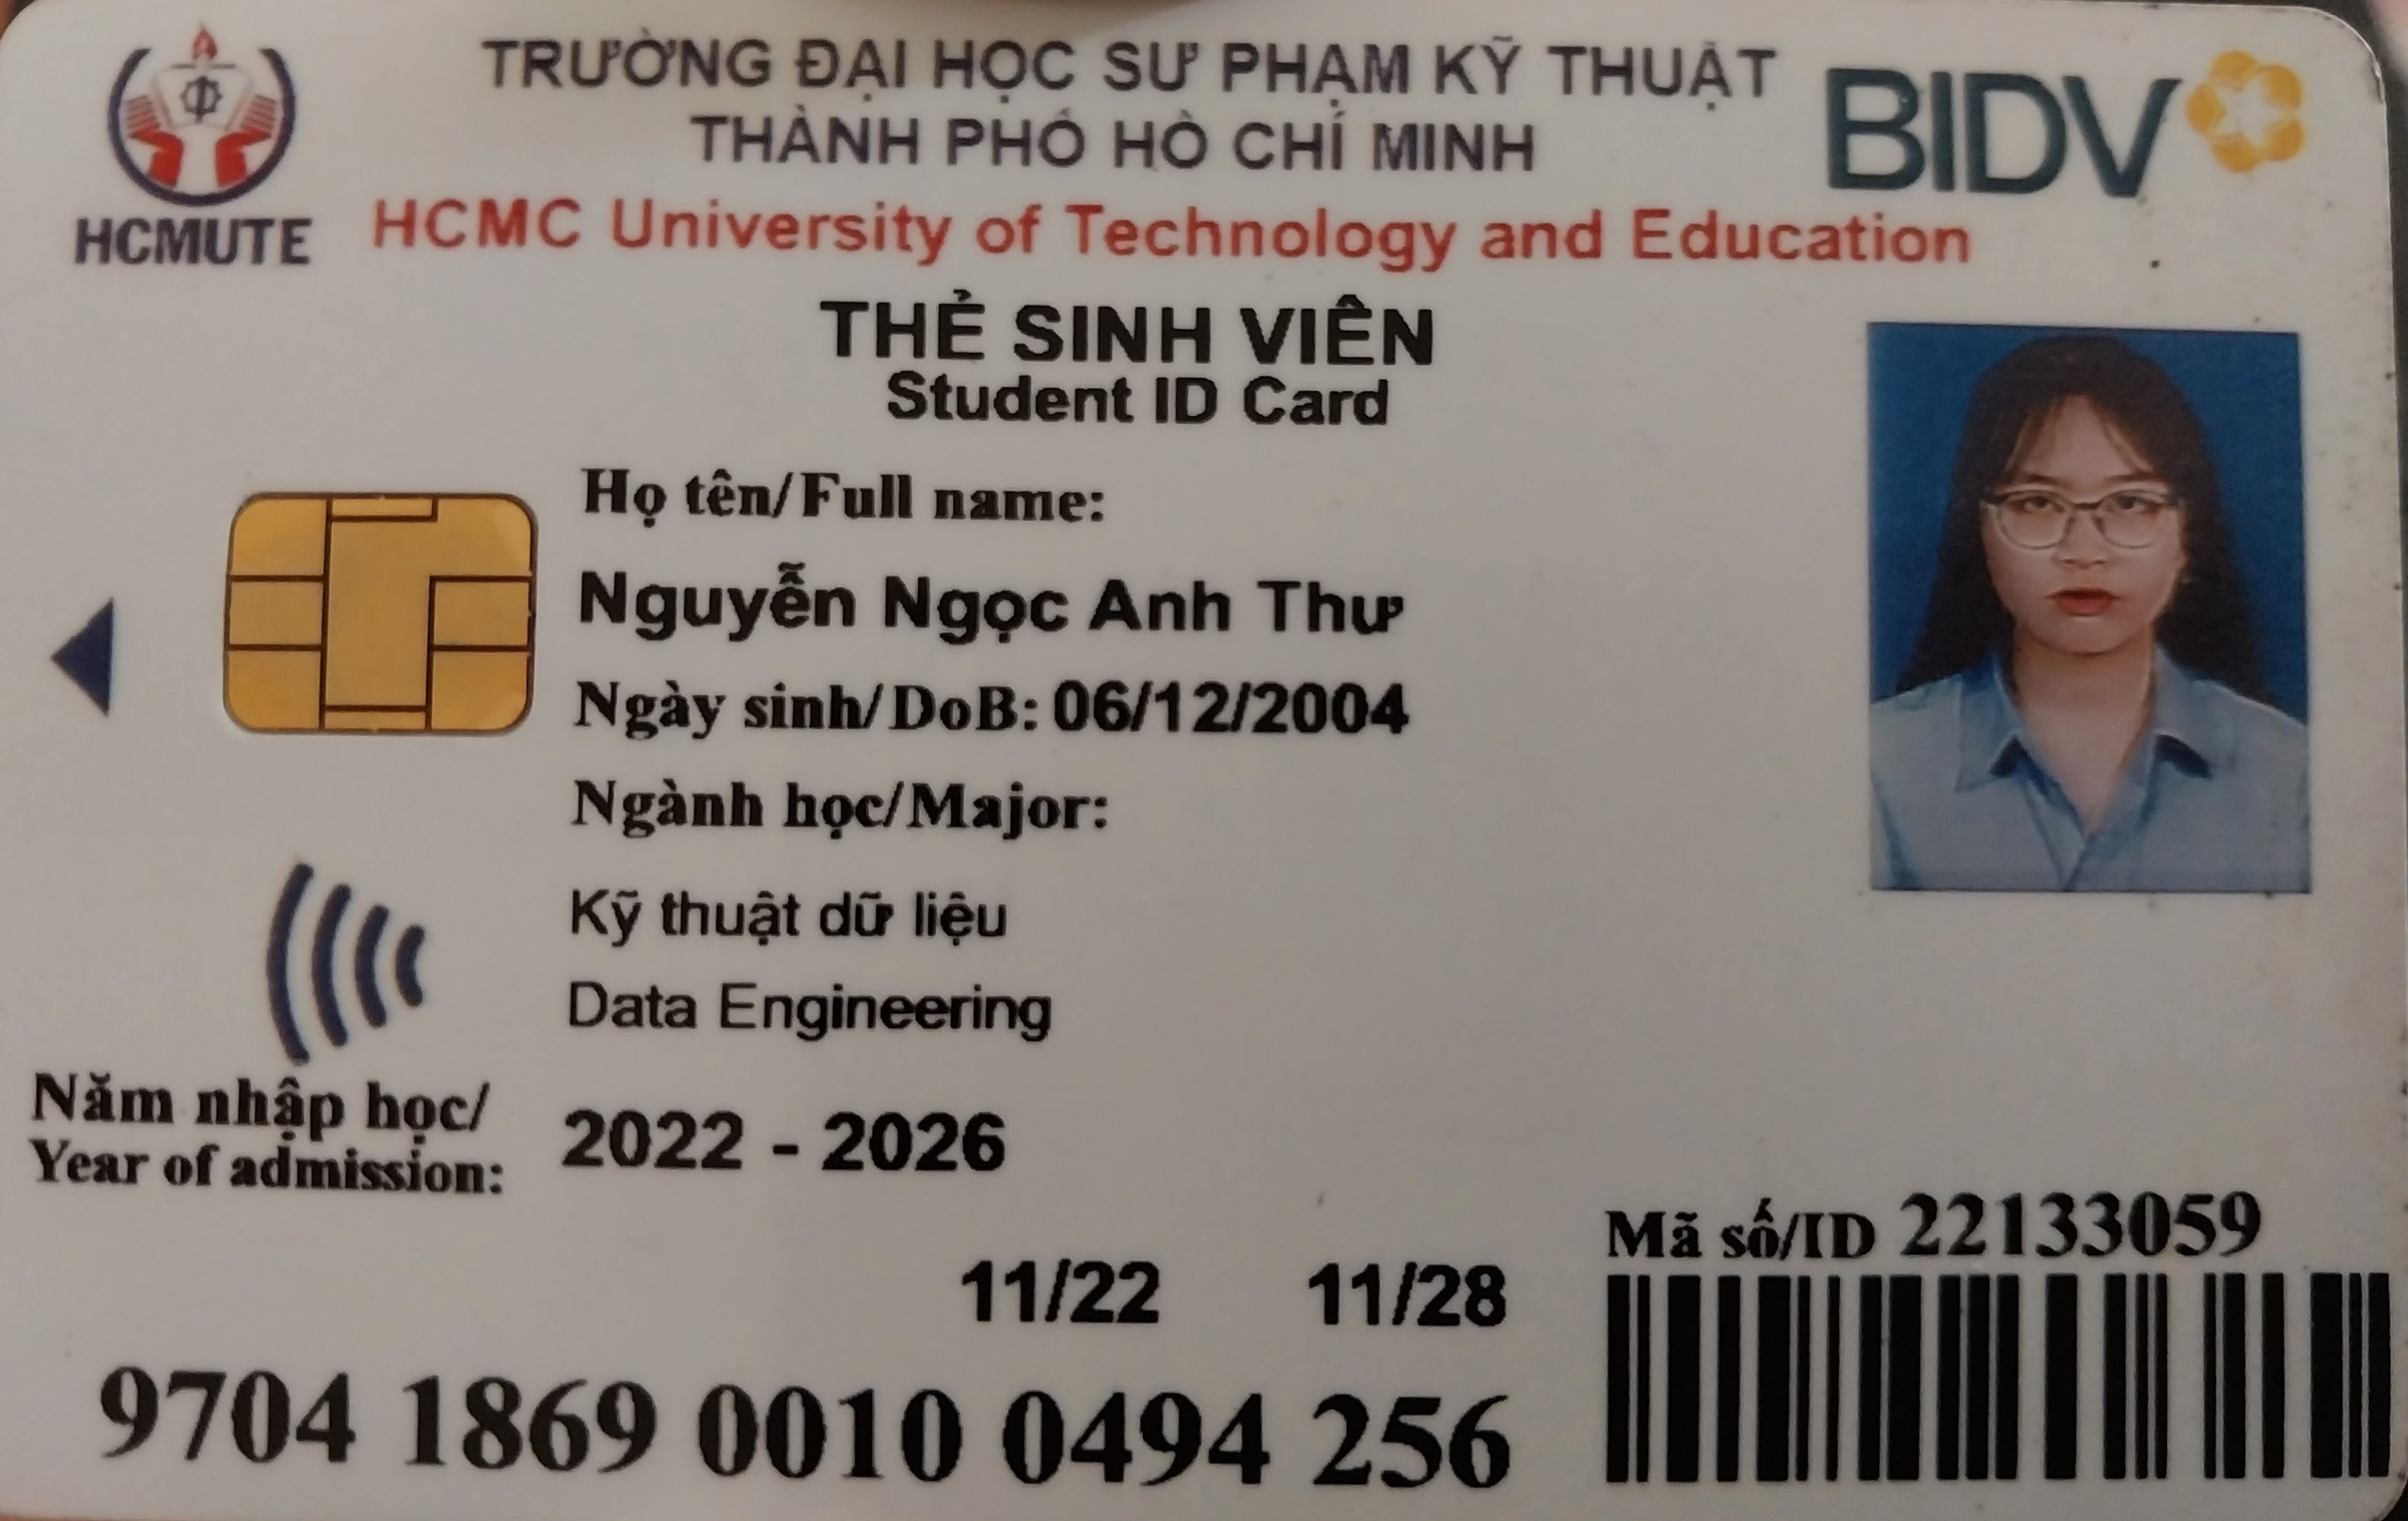 TRƯỜNG ĐẠI HỌC SƯ PHẠM KỸ THUẬT
THÀNH PHỐ HỒ CHÍ MINH
BIDV
HCMUTE
HCMC University of Technology and Education
THẺ SINH VIÊN
Student ID Card
Họ tên/Full name:
Nguyễn Ngọc Anh Thư
Ngày sinh/DoB: 06/12/2004
Ngành học/Major:
Kỹ thuật dữ liệu
Data Engineering
Năm nhập học/
Year of admission: 2022 - 2026
Mã số/ID 22133059
11/22 11/28
9704 1869 0010 0494 256